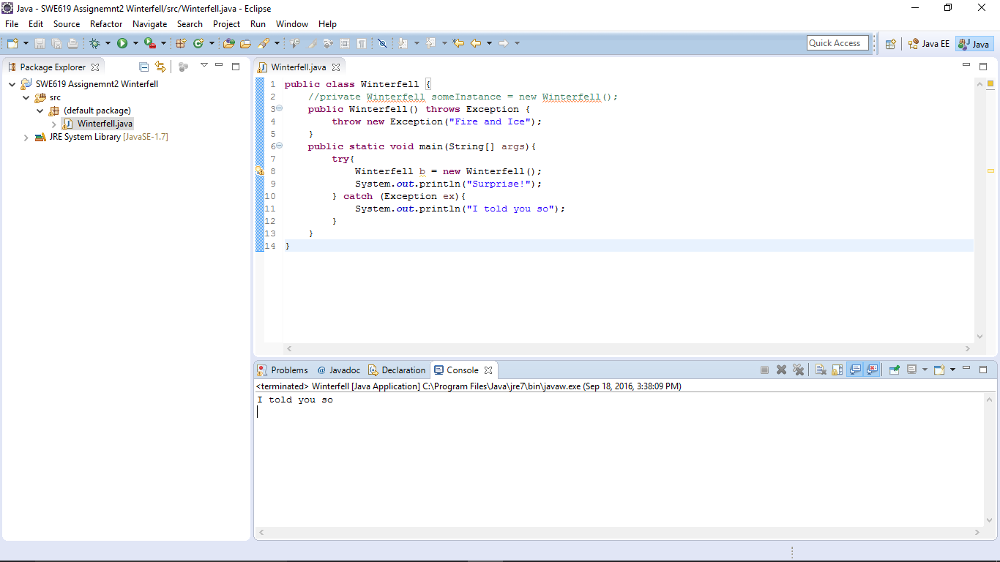 Java - SWE619 Assignemnt2 Winterfell/src/Winterfell.java - Eclipse
File Edit Source Refactor Navigate Search Project Run Window Help
Quick Access
Java EE
Java
Package Explorer
SWE619 Assignemnt2 Winterfell
src
(default package)
Winterfell.java
JRE System Library [JavaSE-1.7]
Winterfell.java
1 public class Winterfell {
2 //private Winterfell someInstance = new Winterfell();
3 public Winterfell() throws Exception {
4 throw new Exception("Fire and Ice");
5 }
6 public static void main(String[] args){
7 try{
8 Winterfell b = new Winterfell();
9 System.out.println("Surprise!");
10 } catch (Exception ex){
11 System.out.println("I told you so");
12 }
13 }
14 }
Problems @ Javadoc Declaration Console
<terminated> Winterfell [Java Application] C:\Program Files\Java\jre7\bin\javaw.exe (Sep 18, 2016, 3:38:09 PM)
I told you so